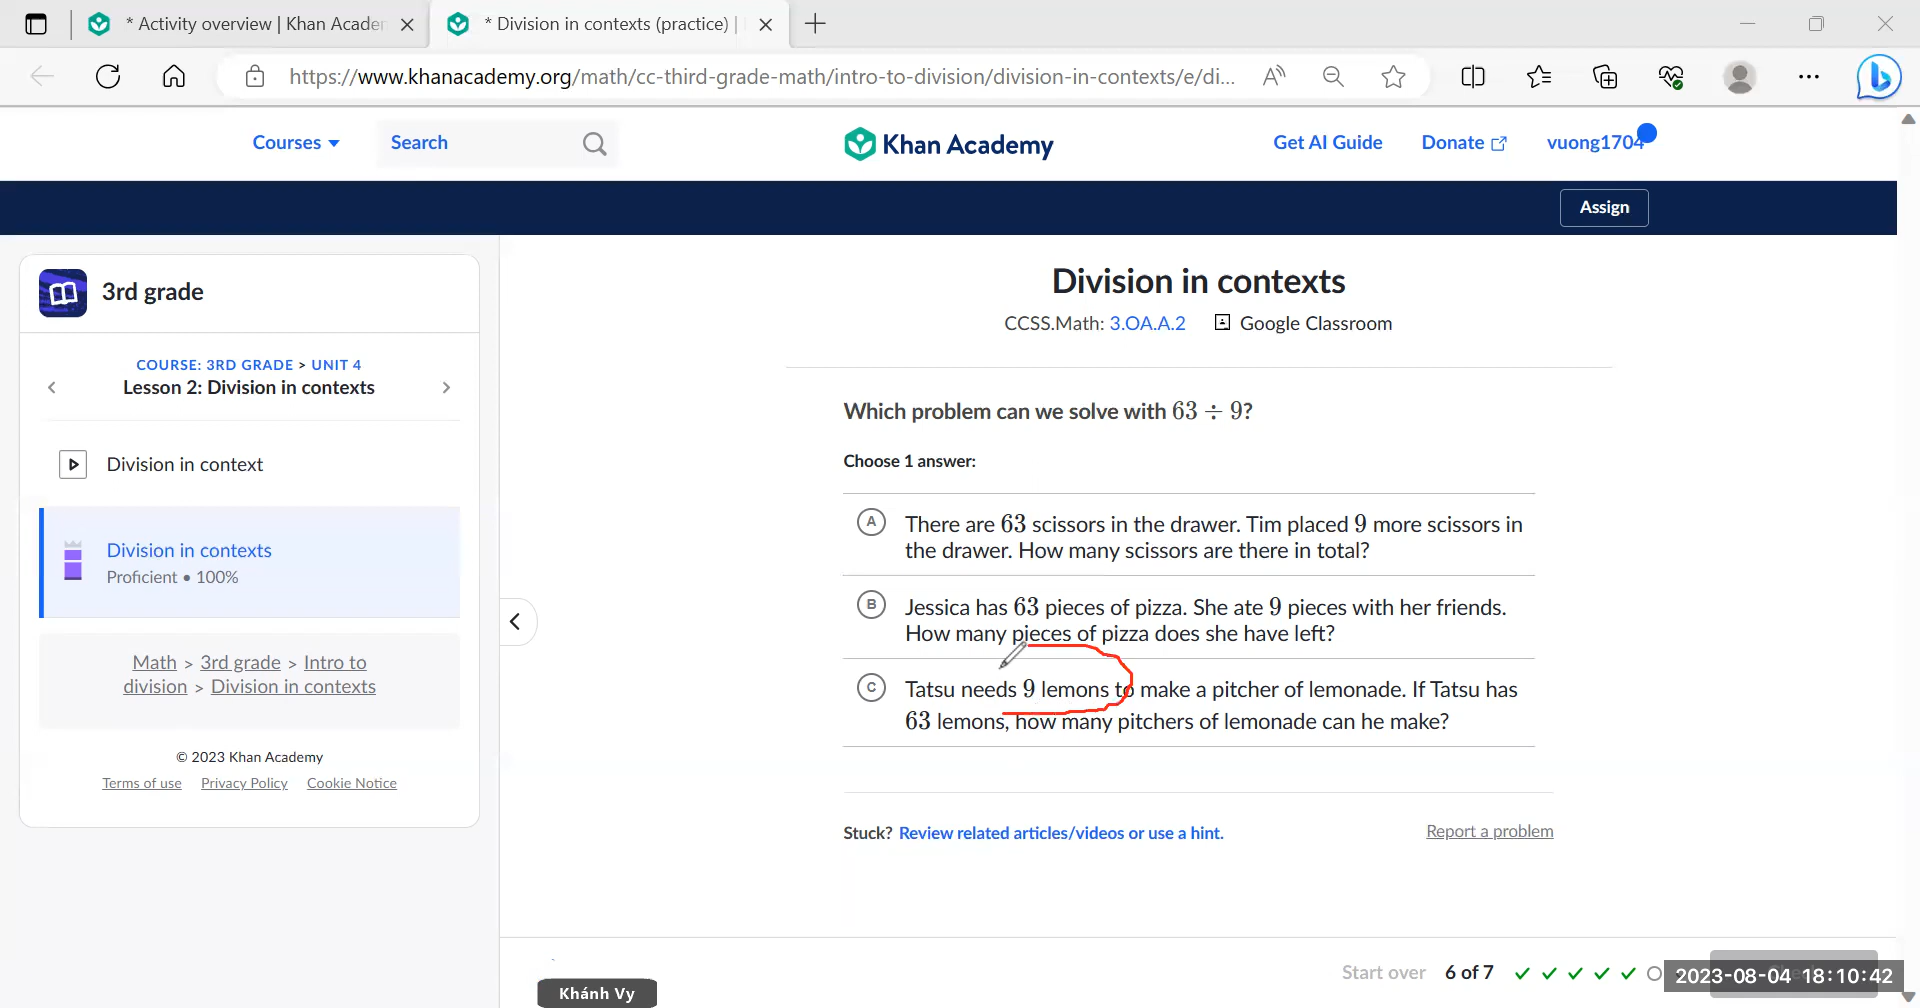 * Activity overview | Khan Acade
* Division in contexts (practice) |
https://www.khanacademy.org/math/cc-third-grade-math/intro-to-division/division-in-contexts/e/di...
Courses
Search
Khan Academy
Get AI Guide
Donate
vuong1704
Assign
3rd grade
COURSE: 3RD GRADE > UNIT 4
Lesson 2: Division in contexts
Division in context
Division in contexts
Proficient • 100%
Math > 3rd grade > Intro to
division > Division in contexts
© 2023 Khan Academy
Terms of use Privacy Policy Cookie Notice
Division in contexts
CCSS.Math: 3.OA.A.2 Google Classroom
Which problem can we solve with 63 ÷ 9?
Choose 1 answer:
A There are 63 scissors in the drawer. Tim placed 9 more scissors in
the drawer. How many scissors are there in total?
B Jessica has 63 pieces of pizza. She ate 9 pieces with her friends.
How many pieces of pizza does she have left?
C Tatsu needs 9 lemons to make a pitcher of lemonade. If Tatsu has
63 lemons, how many pitchers of lemonade can he make?
Stuck? Review related articles/videos or use a hint.
Report a problem
Start over 6 of 7
2023-08-04 18:10:42
Khánh Vy